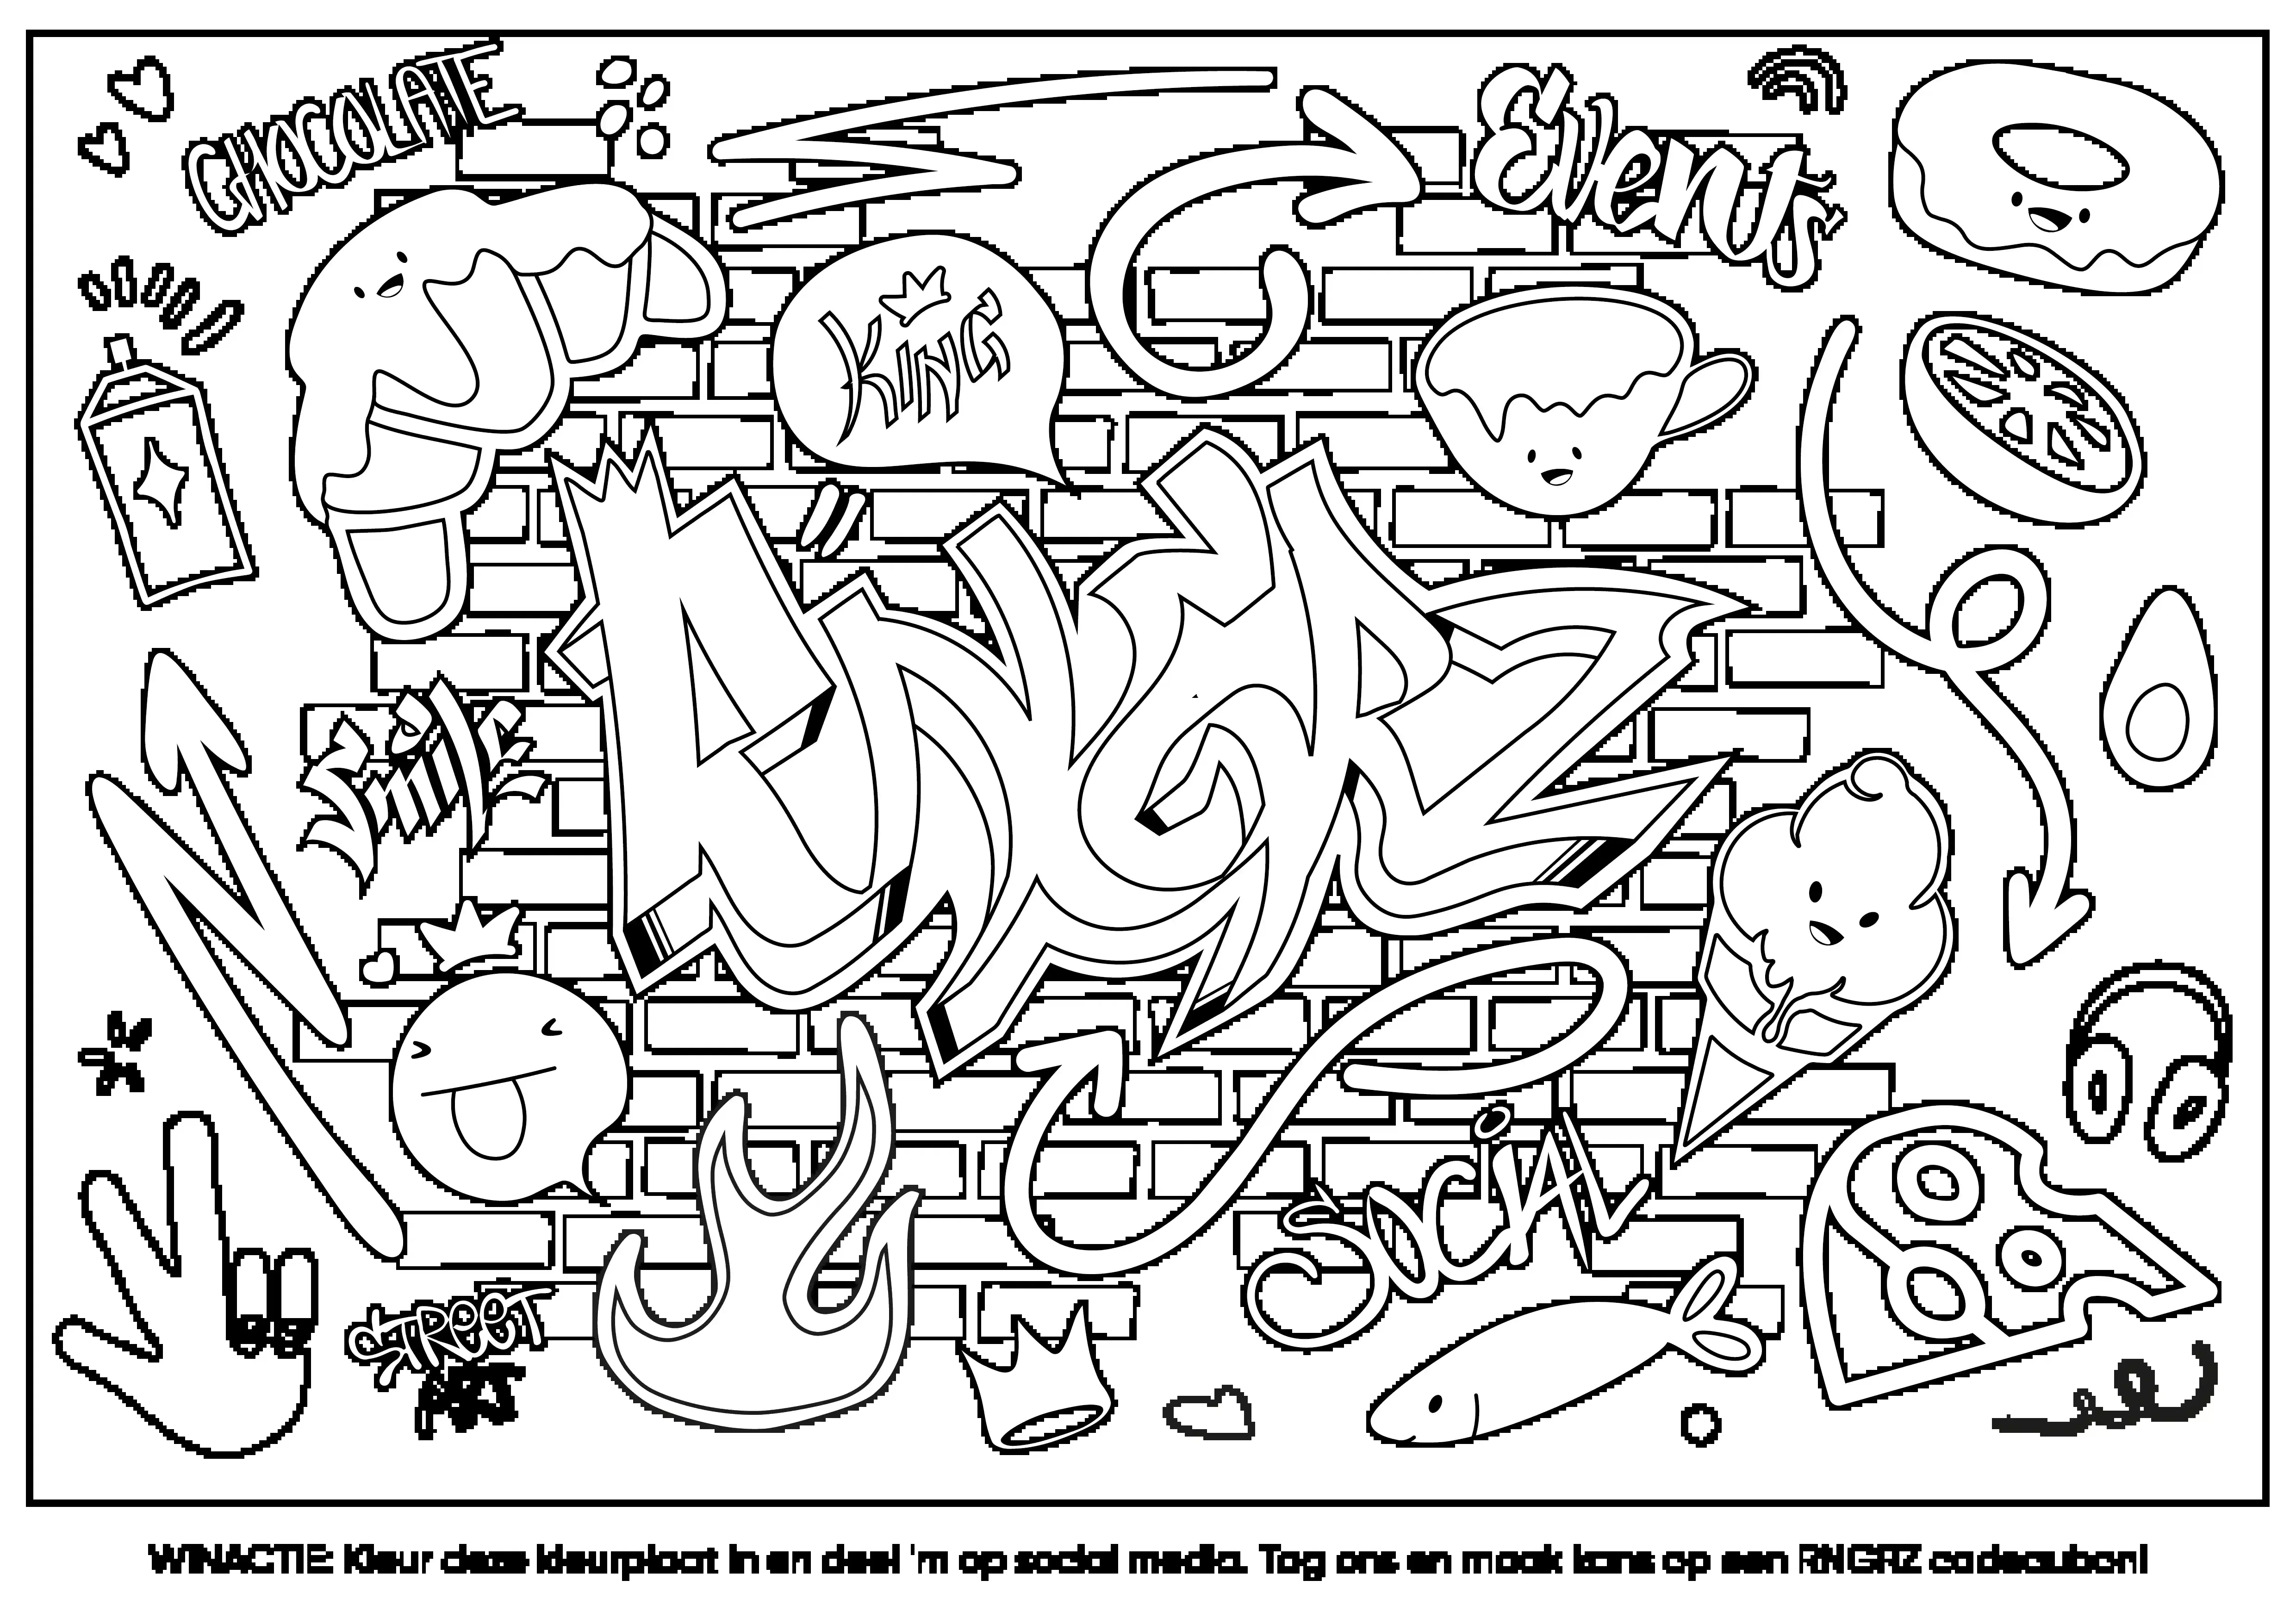 CHOCOLATE
Events
KING
RNGRZ
Smile
SOCIAL
STREET
ART
WINACTIE: Kleur deze kleurplaat in en deel 'm op social media. Tag ons en maak kans op een RNGRZ cadeaubon!